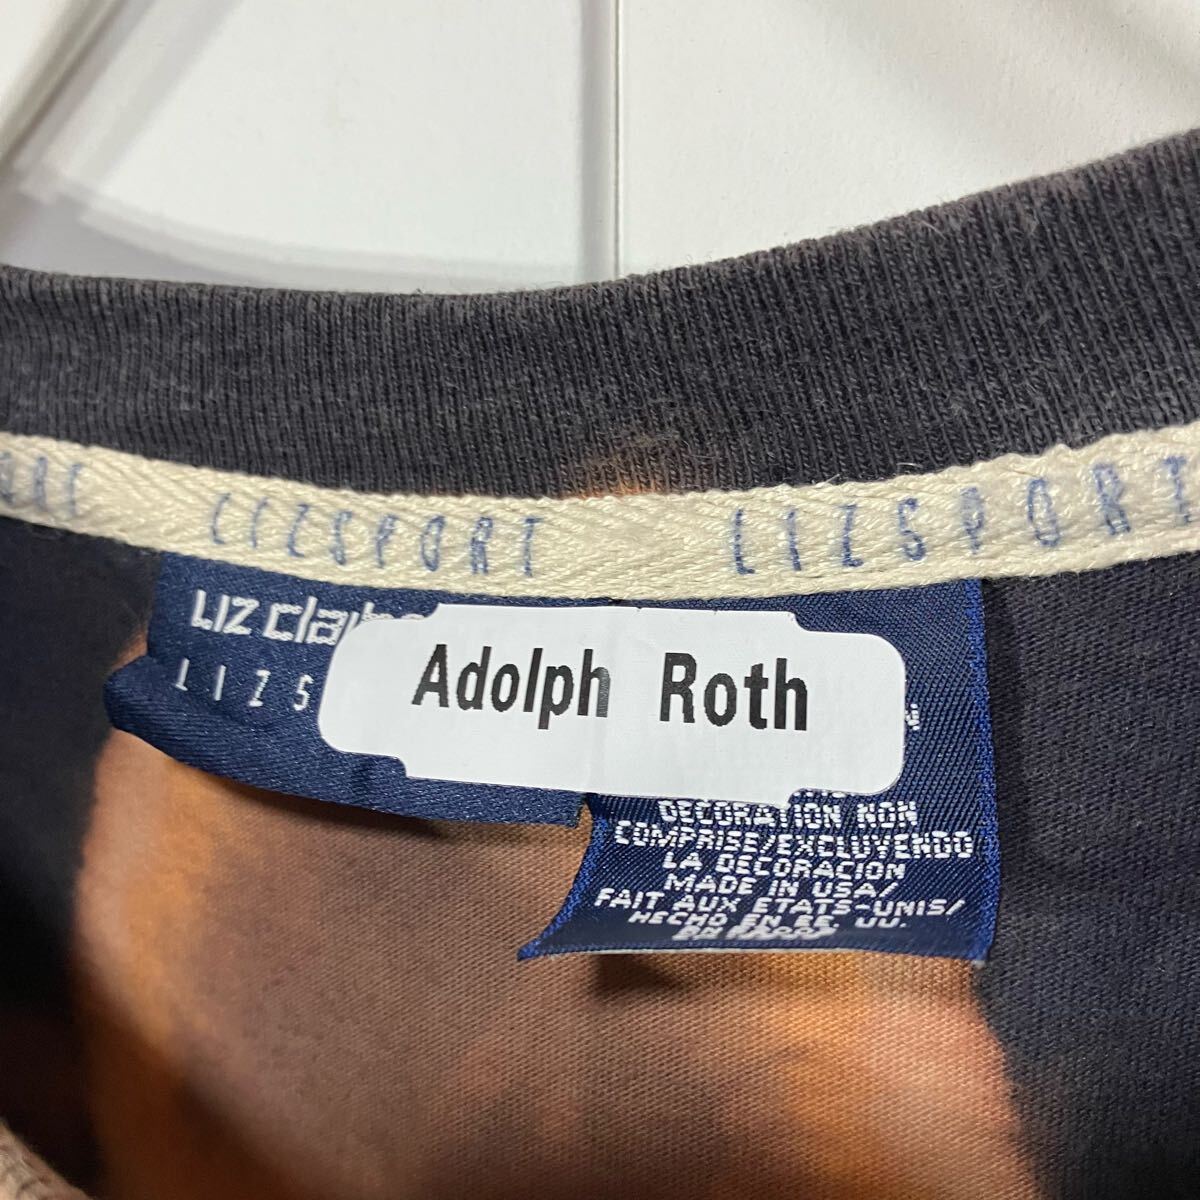 LIZSPORT LIZSPORT
Liz
LIZS
Adolph Roth
DECORATION NON
COMPRISE/EXCLUYENDO
LA DECORACION
MADE IN USA/
FAIT AUX ETATS-UNIS/
HECHO EN EE. UU.